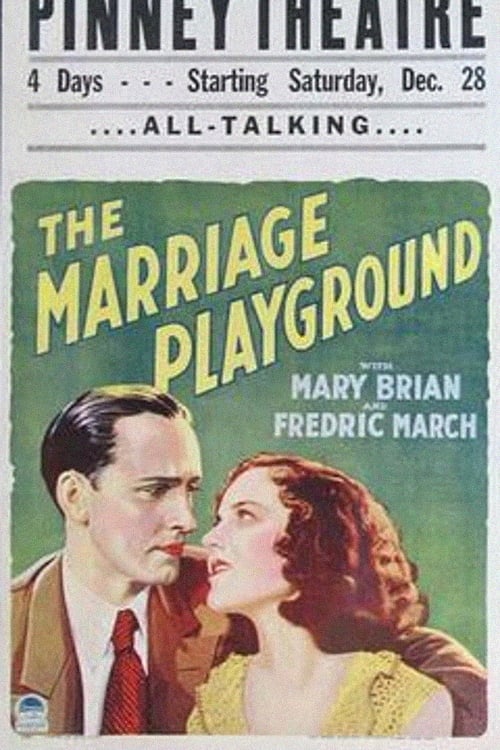 PINNEY THEATRE
4 Days - - - Starting Saturday, Dec. 28
....ALL-TALKING....
THE
MARRIAGE
PLAYGROUND
WITH
MARY BRIAN
AND
FREDRIC MARCH